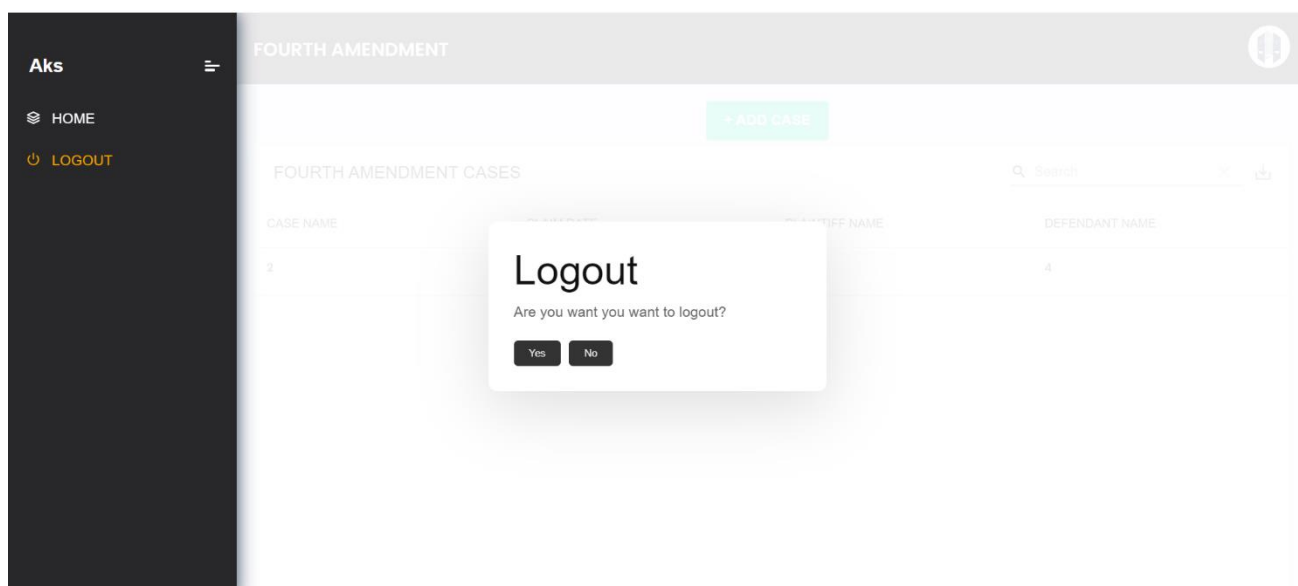 Aks
HOME
LOGOUT
FOURTH AMENDMENT
+ ADD CASE
FOURTH AMENDMENT CASES
Search
CASE NAME
NAME
DEFENDANT NAME
2
4
Logout
Are you want you want to logout?
Yes
No